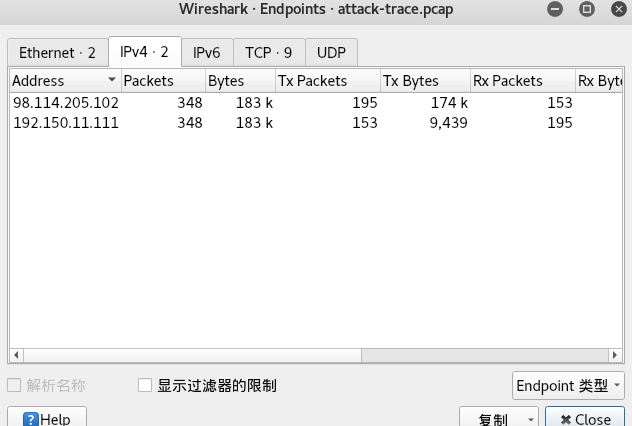 Wireshark · Endpoints · attack-trace.pcap
Ethernet · 2 IPv4 · 2 IPv6 TCP · 9 UDP
Address Packets Bytes Tx Packets Tx Bytes Rx Packets Rx Byte
98.114.205.102 348 183 k 195 174 k 153
192.150.11.111 348 183 k 153 9,439 195
解析名称 显示过滤器的限制 Endpoint 类型
?Help 复制 Close